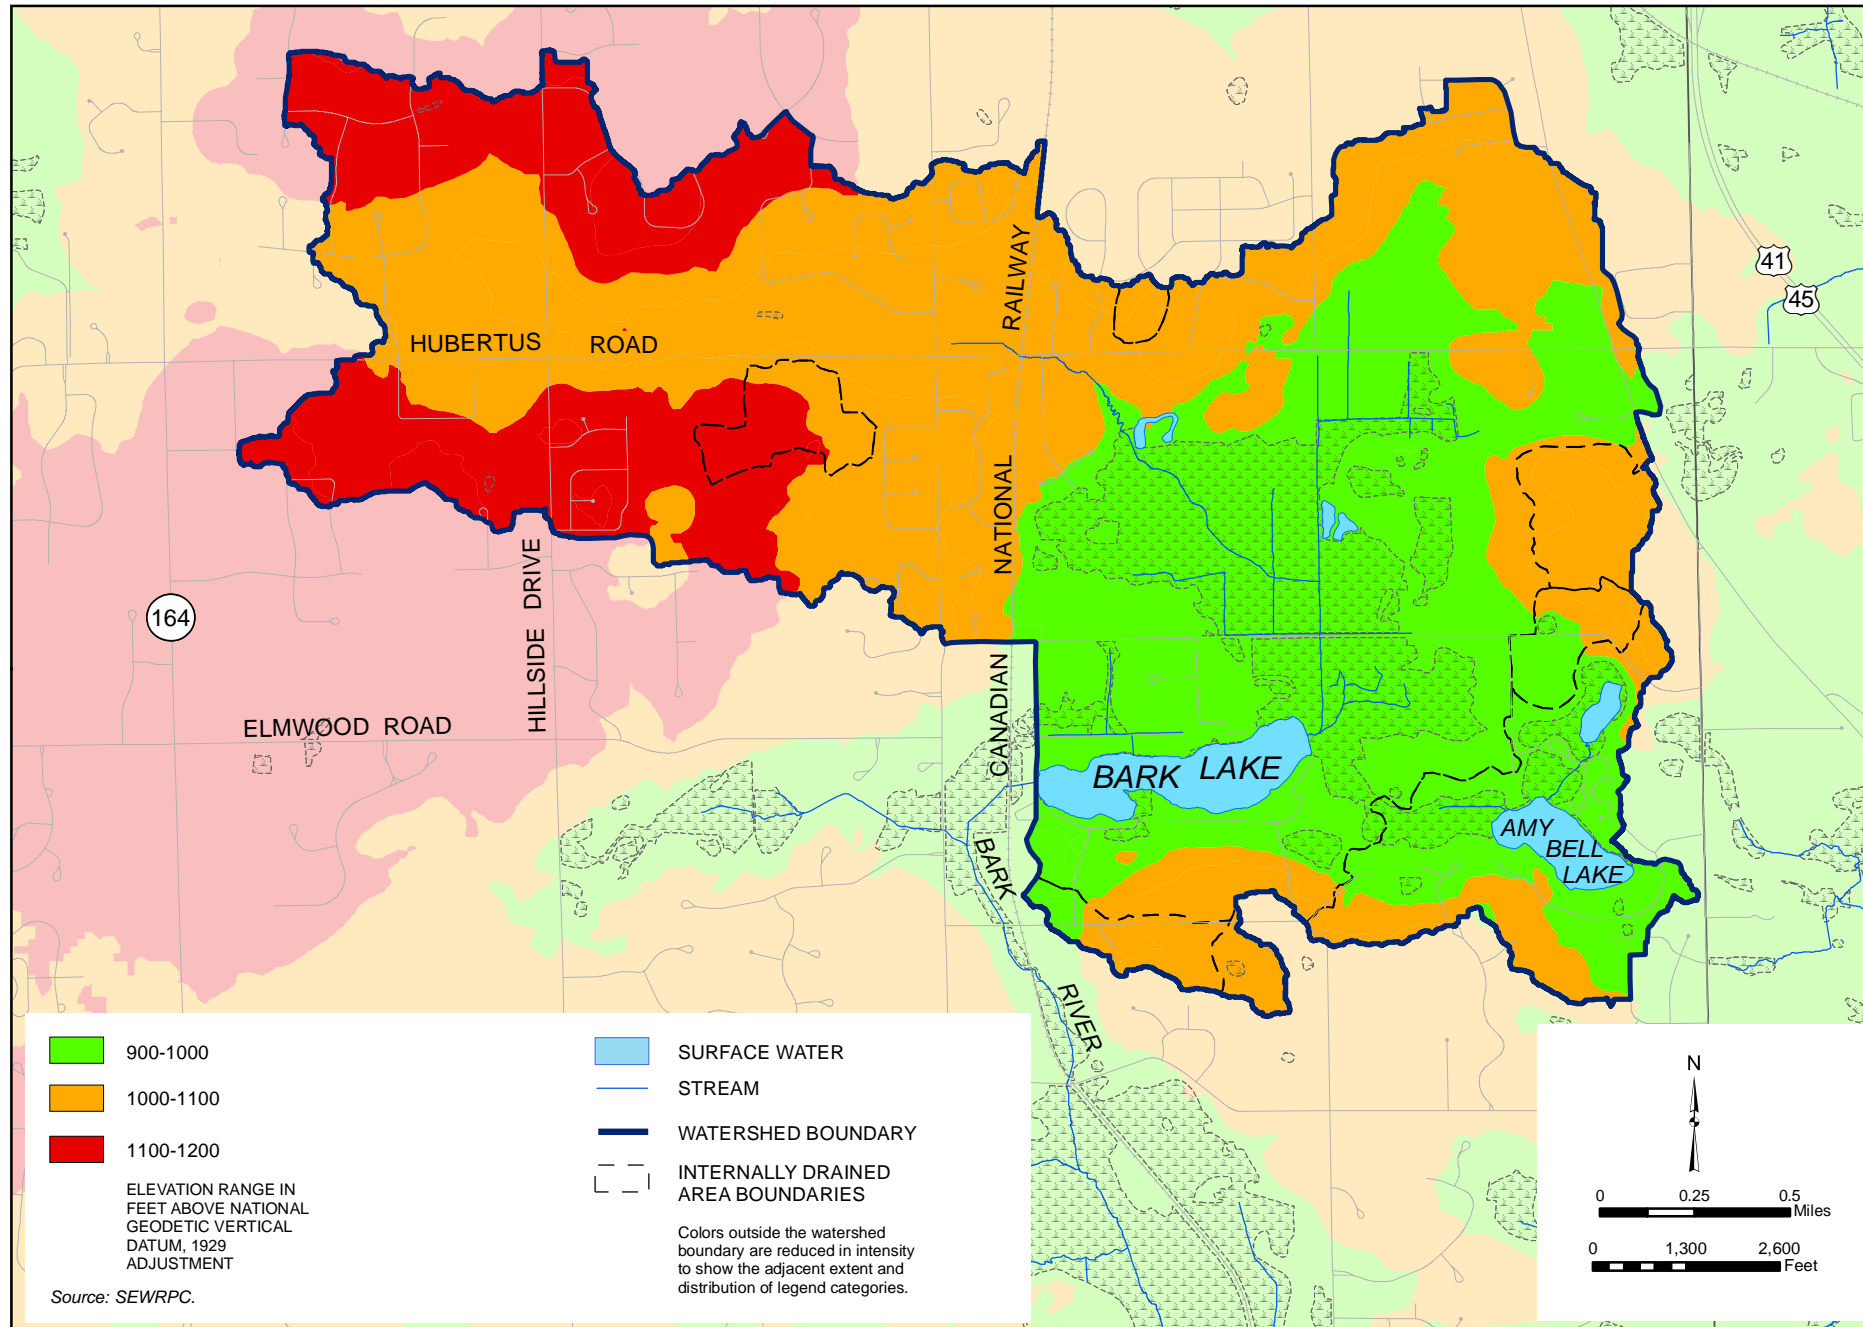 41
45
RAILWAY
HUBERTUS ROAD
NATIONAL
164
HILLSIDE DRIVE
ELMWOOD ROAD
CANADIAN
BARK LAKE
AMY
BELL
LAKE
BARK
RIVER
900-1000
1000-1100
1100-1200
ELEVATION RANGE IN
FEET ABOVE NATIONAL
GEODETIC VERTICAL
DATUM, 1929
ADJUSTMENT
Source: SEWRPC.
SURFACE WATER
STREAM
WATERSHED BOUNDARY
INTERNALLY DRAINED
AREA BOUNDARIES
Colors outside the watershed
boundary are reduced in intensity
to show the adjacent extent and
distribution of legend categories.
N
0 0.25 0.5
Miles
0 1,300 2,600
Feet